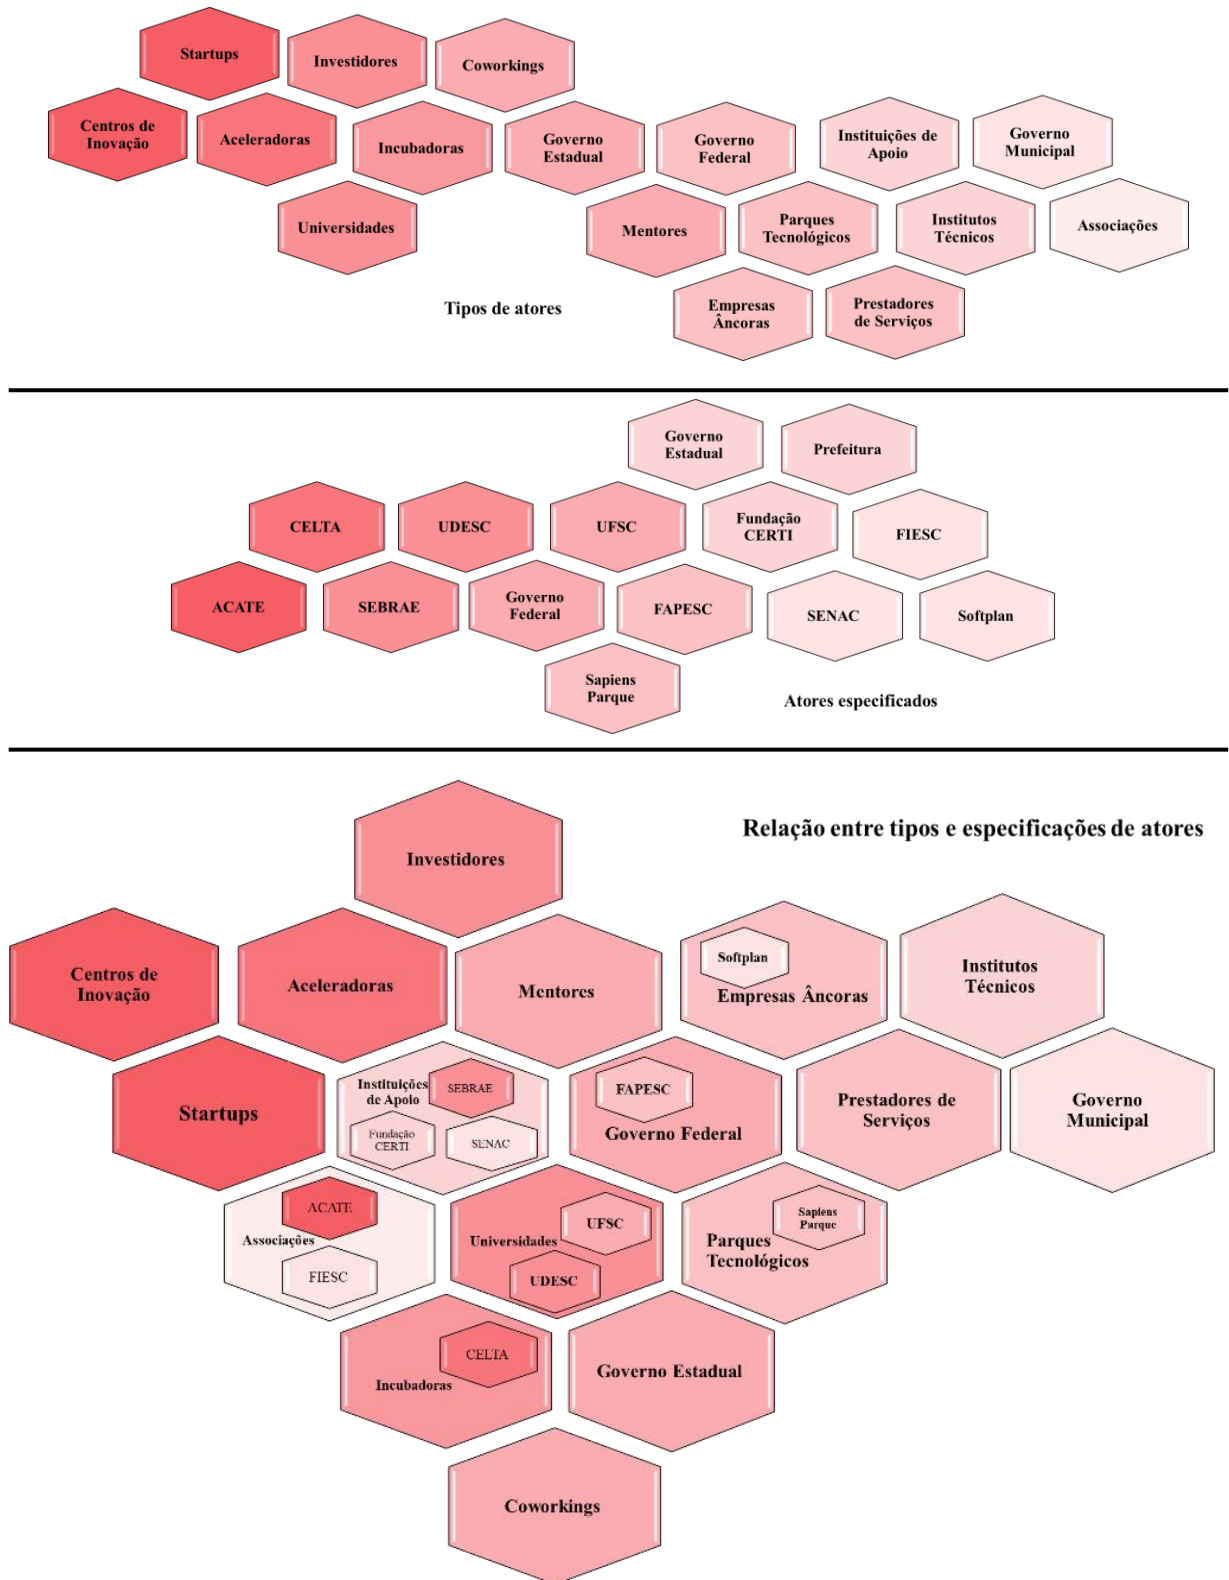 Startups
Investidores
Coworkings
Centros de
Inovação
Aceleradoras
Incubadoras
Governo
Estadual
Governo
Federal
Instituições de
Apoio
Governo
Municipal
Universidades
Mentores
Parques
Tecnológicos
Institutos
Técnicos
Associações
Tipos de atores
Empresas
Âncoras
Prestadores
de Serviços
Governo
Estadual
Prefeitura
CELTA
UDESC
UFSC
Fundação
CERTI
FIESC
ACATE
SEBRAE
Governo
Federal
FAPESC
SENAC
Softplan
Sapiens
Parque
Atores especificados
Relação entre tipos e especificações de atores
Investidores
Centros de
Inovação
Aceleradoras
Mentores
Softplan
Empresas Âncoras
Institutos
Técnicos
Startups
Instituições
de Apoio
SEBRAE
Fundação
CERTI
SENAC
FAPESC
Governo Federal
Prestadores de
Serviços
Governo
Municipal
ACATE
Associações
FIESC
UFSC
Universidades
UDESC
Sapiens
Parque
Parques
Tecnológicos
CELTA
Incubadoras
Governo Estadual
Coworkings